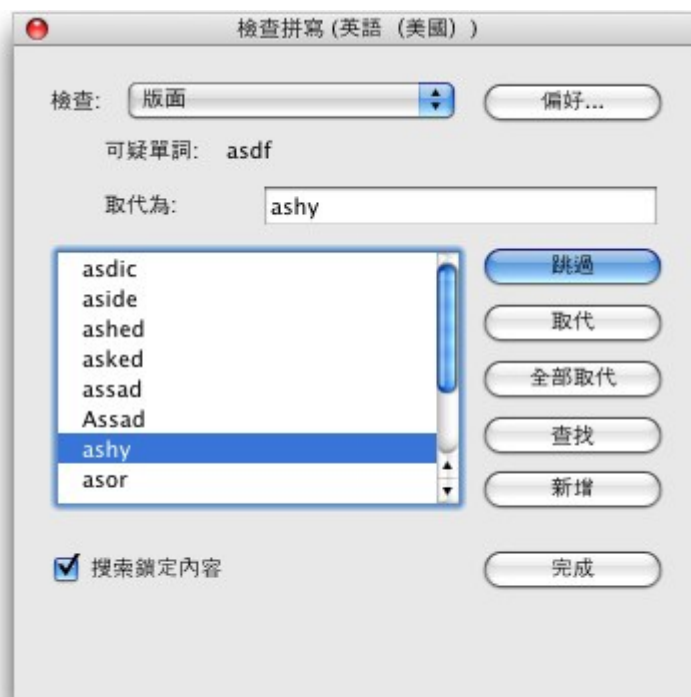 檢查拼寫 (英語（美國）)
檢查: 版面 偏好...
可疑單詞: asdf
取代為: ashy
asdic
aside
ashed
asked
assad
Assad
ashy
asor
跳過
取代
全部取代
查找
新增
搜索鎖定內容
完成